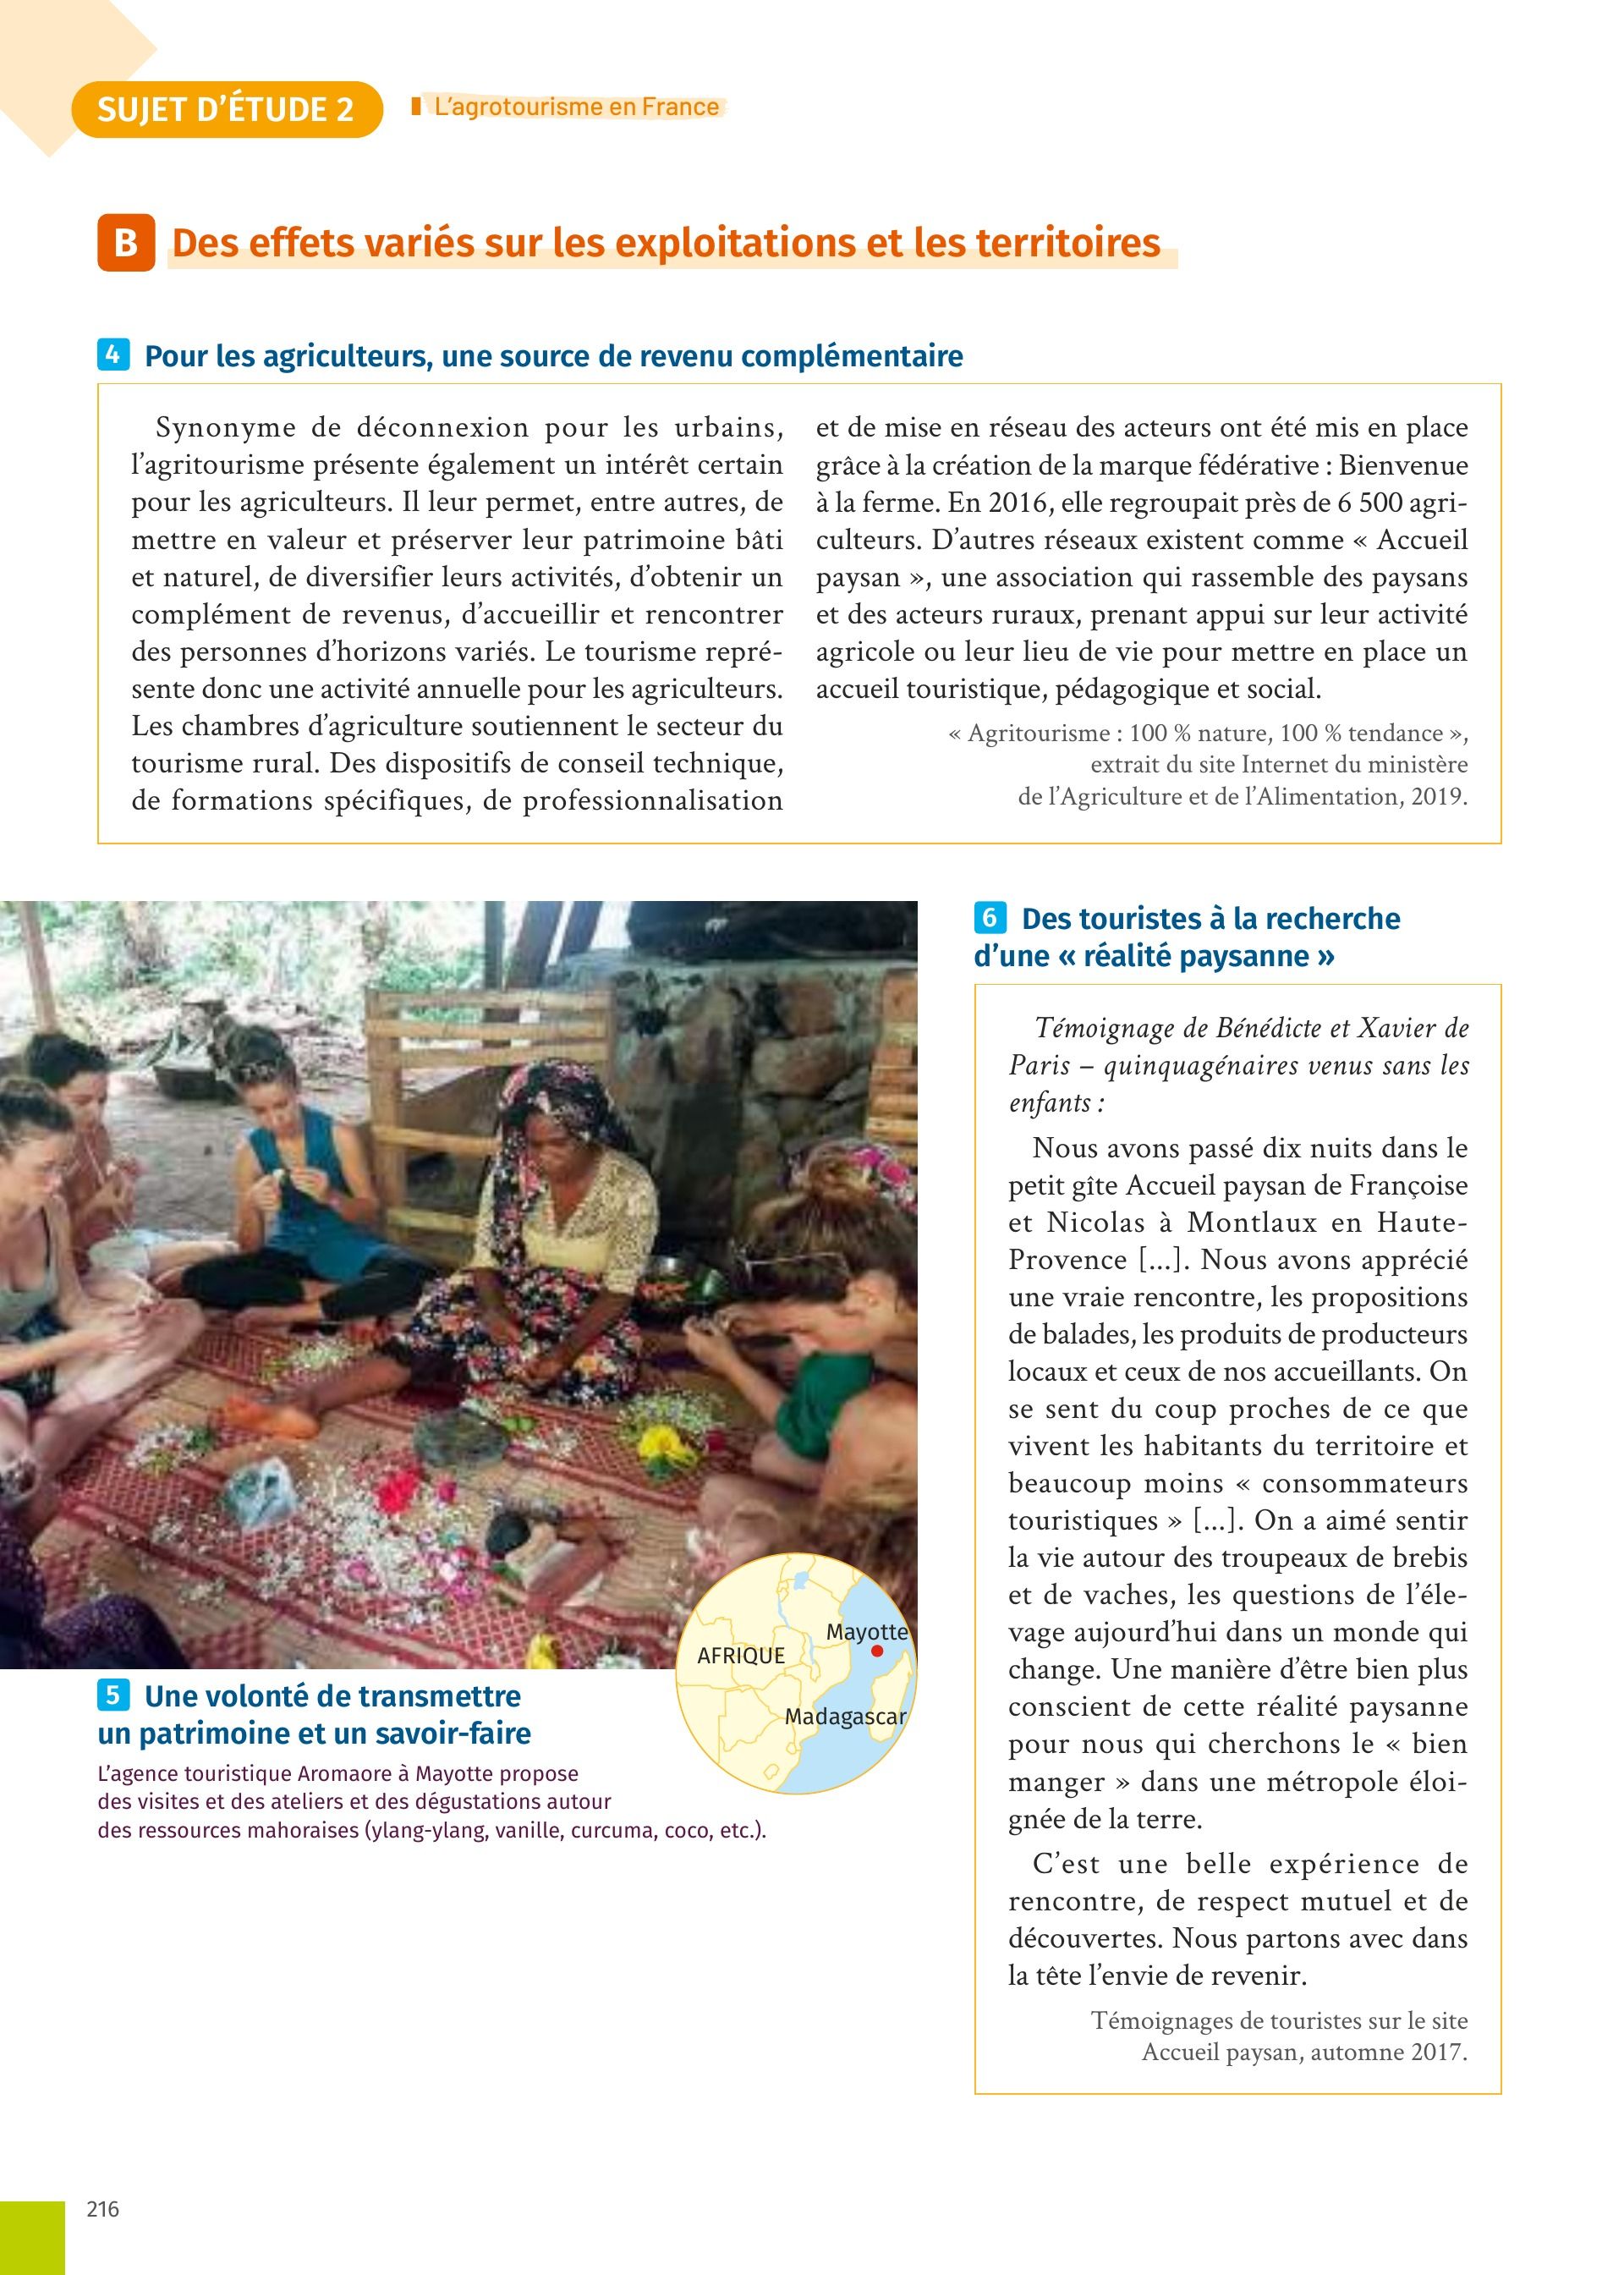 SUJET D'ÉTUDE 2
L'agrotourisme en France
B Des effets variés sur les exploitations et les territoires
4 Pour les agriculteurs, une source de revenu complémentaire
Synonyme de déconnexion pour les urbains,
l'agritourisme présente également un intérêt certain
pour les agriculteurs. Il leur permet, entre autres, de
mettre en valeur et préserver leur patrimoine bâti
et naturel, de diversifier leurs activités, d'obtenir un
complément de revenus, d'accueillir et rencontrer
des personnes d'horizons variés. Le tourisme repré-
sente donc une activité annuelle pour les agriculteurs.
Les chambres d'agriculture soutiennent le secteur du
tourisme rural. Des dispositifs de conseil technique,
de formations spécifiques, de professionnalisation
et de mise en réseau des acteurs ont été mis en place
grâce à la création de la marque fédérative : Bienvenue
à la ferme. En 2016, elle regroupait près de 6 500 agri-
culteurs. D'autres réseaux existent comme « Accueil
paysan », une association qui rassemble des paysans
et des acteurs ruraux, prenant appui sur leur activité
agricole ou leur lieu de vie pour mettre en place un
accueil touristique, pédagogique et social.
« Agritourisme : 100 % nature, 100 % tendance »,
extrait du site Internet du ministère
de l'Agriculture et de l'Alimentation, 2019.
AFRIQUE
Mayotte
Madagascar
5 Une volonté de transmettre
un patrimoine et un savoir-faire
L'agence touristique Aromaore à Mayotte propose
des visites et des ateliers et des dégustations autour
des ressources mahoraises (ylang-ylang, vanille, curcuma, coco, etc.).
6 Des touristes à la recherche
d'une « réalité paysanne »
Témoignage de Bénédicte et Xavier de
Paris – quinquagénaires venus sans les
enfants :
Nous avons passé dix nuits dans le
petit gîte Accueil paysan de Françoise
et Nicolas à Montlaux en Haute-
Provence [...]. Nous avons apprécié
une vraie rencontre, les propositions
de balades, les produits de producteurs
locaux et ceux de nos accueillants. On
se sent du coup proches de ce que
vivent les habitants du territoire et
beaucoup moins « consommateurs
touristiques » [...]. On a aimé sentir
la vie autour des troupeaux de brebis
et de vaches, les questions de l'éle-
vage aujourd'hui dans un monde qui
change. Une manière d'être bien plus
conscient de cette réalité paysanne
pour nous qui cherchons le « bien
manger » dans une métropole éloi-
gnée de la terre.
C'est une belle expérience de
rencontre, de respect mutuel et de
découvertes. Nous partons avec dans
la tête l'envie de revenir.
Témoignages de touristes sur le site
Accueil paysan, automne 2017.
216